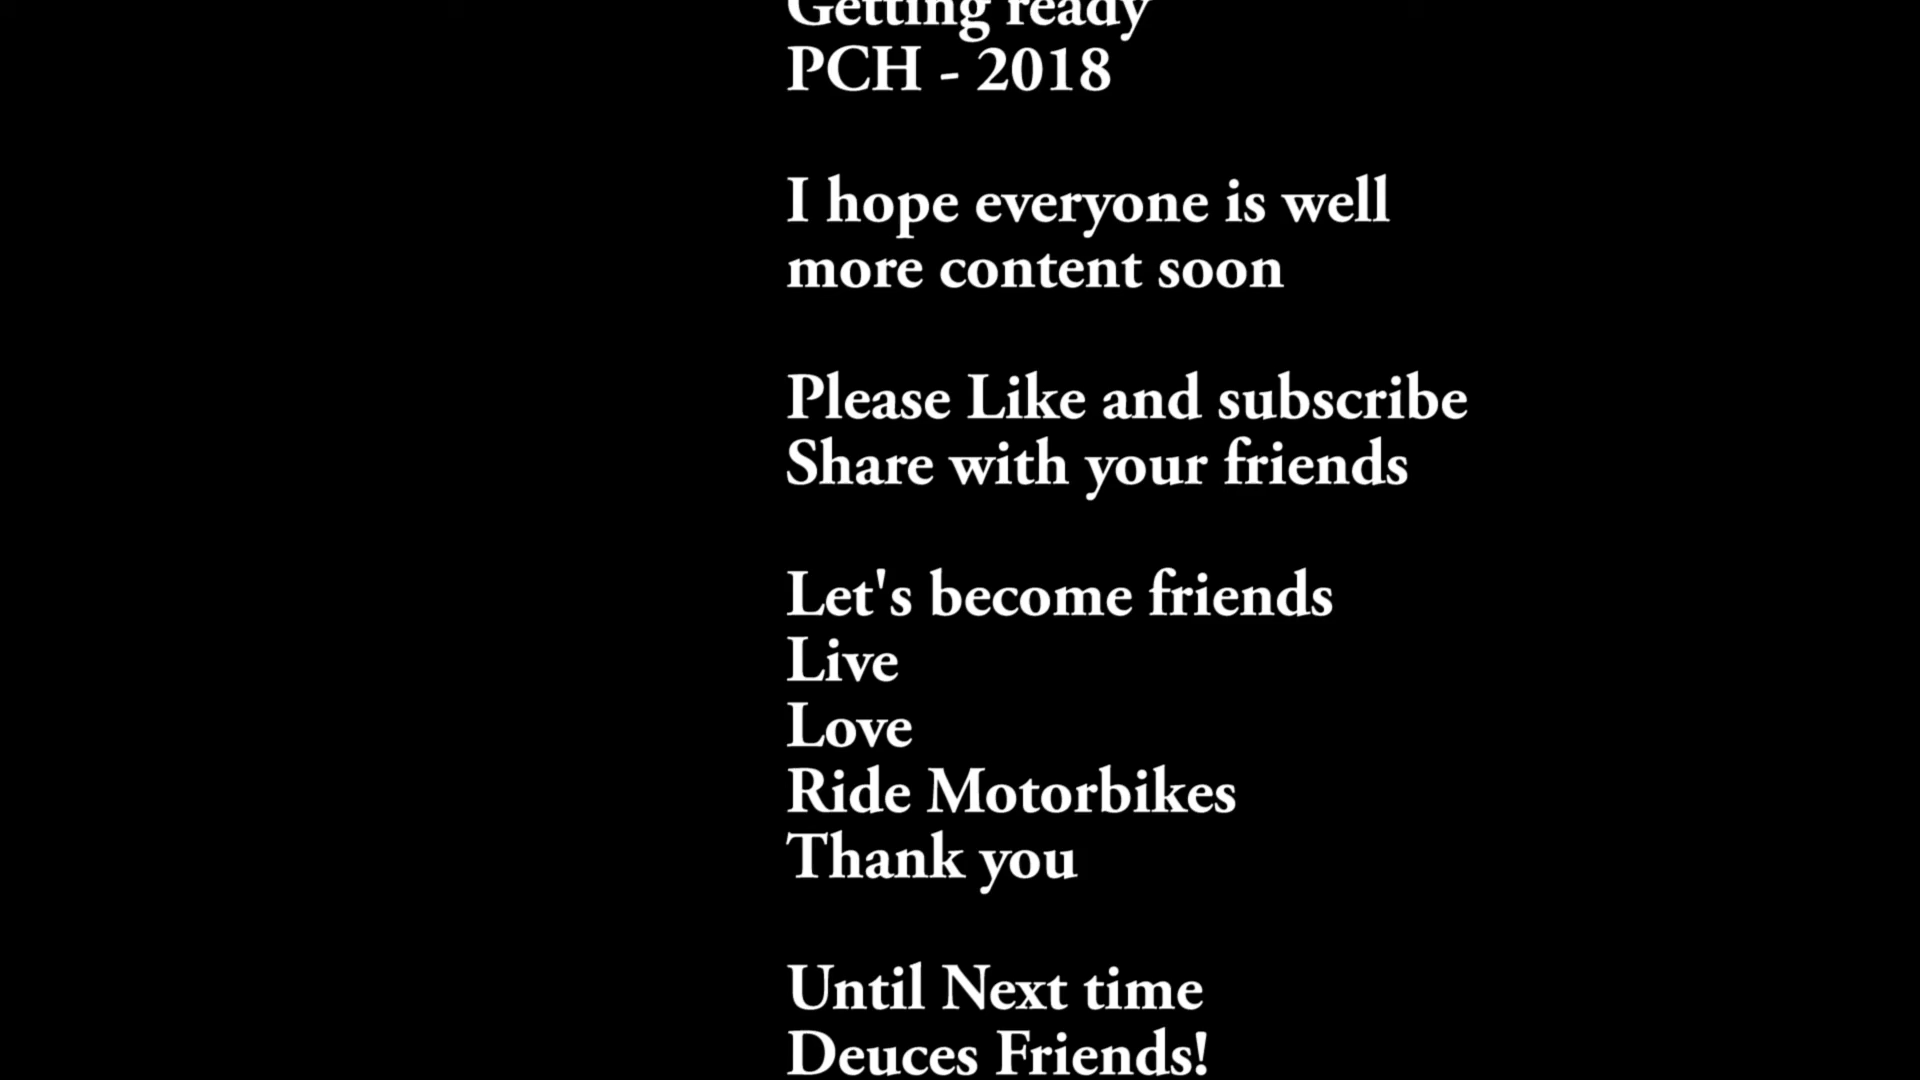 Getting ready
PCH - 2018
I hope everyone is well
more content soon
Please Like and subscribe
Share with your friends
Let's become friends
Live
Love
Ride Motorbikes
Thank you
Until Next time
Deuces Friends!